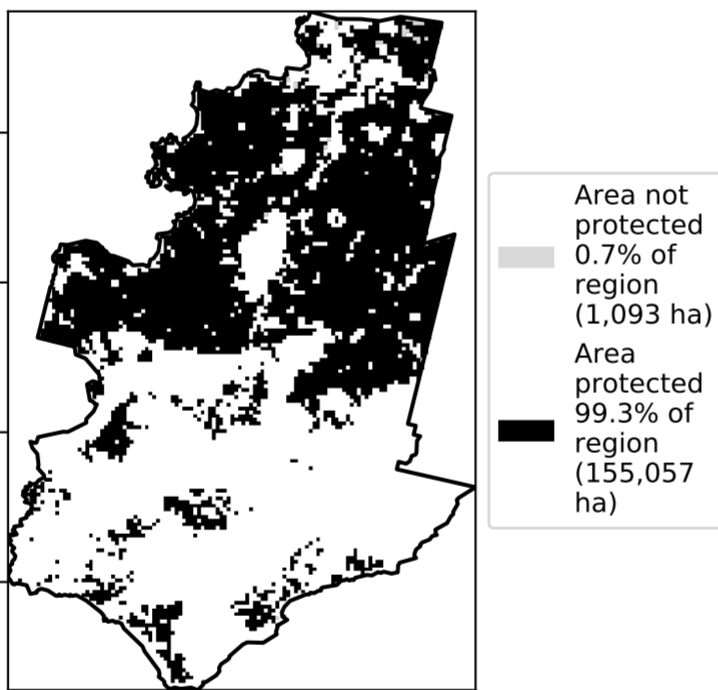 Area not
protected
0.7% of
region
(1,093 ha)
Area
protected
99.3% of
region
(155,057
ha)